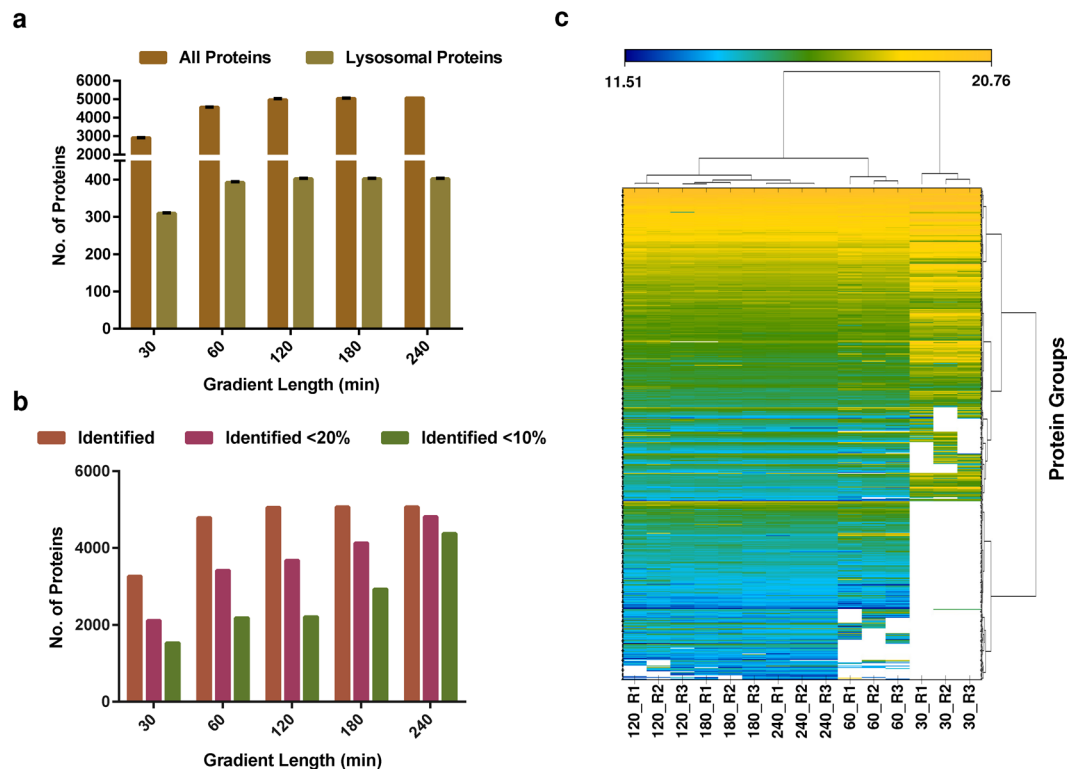 a
All Proteins Lysosomal Proteins
No. of Proteins
6000
5000
4000
3000
2000
400
300
200
100
0
30 60 120 180 240
Gradient Length (min)
b
Identified Identified <20% Identified <10%
No. of Proteins
6000
4000
2000
0
30 60 120 180 240
Gradient Length (min)
c
11.51 20.76
Protein Groups
120_R1 120_R2 120_R3 180_R1 180_R2 180_R3 240_R1 240_R2 240_R3 60_R1 60_R2 60_R3 30_R1 30_R2 30_R3